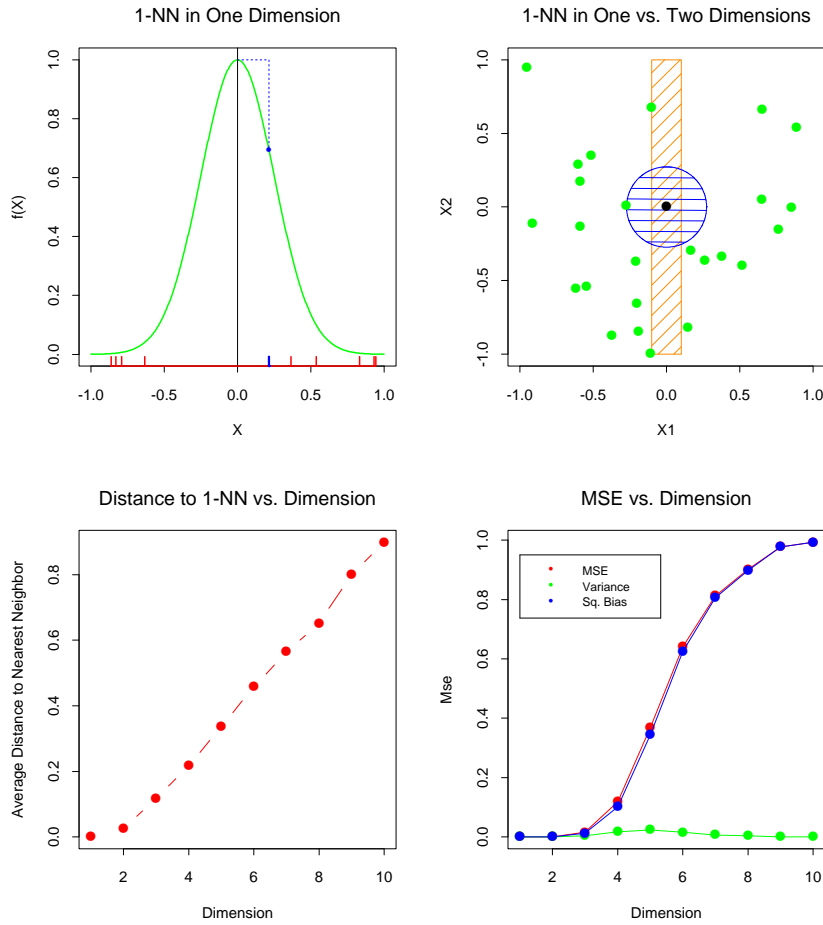 1-NN in One Dimension
f(X)
0.0 0.2 0.4 0.6 0.8 1.0
-1.0 -0.5 0.0 0.5 1.0
X
1-NN in One vs. Two Dimensions
X2
-1.0 -0.5 0.0 0.5 1.0
-1.0 -0.5 0.0 0.5 1.0
X1
Distance to 1-NN vs. Dimension
Average Distance to Nearest Neighbor
0.0 0.2 0.4 0.6 0.8
2 4 6 8 10
Dimension
MSE vs. Dimension
Mse
0.0 0.2 0.4 0.6 0.8 1.0
MSE
Variance
Sq. Bias
2 4 6 8 10
Dimension